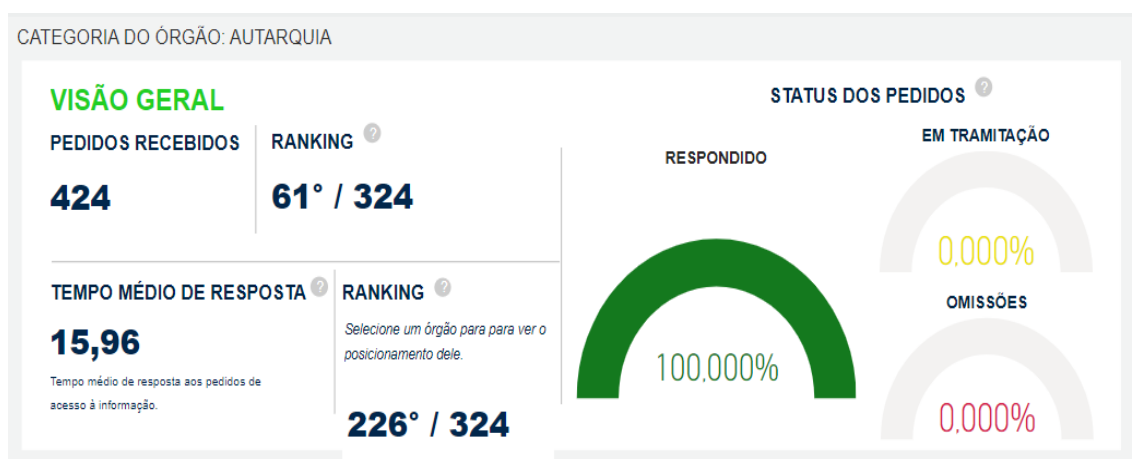 CATEGORIA DO ÓRGÃO: AUTARQUIA
VISÃO GERAL
PEDIDOS RECEBIDOS
424
RANKING ?
61° / 324
TEMPO MÉDIO DE RESPOSTA ?
15,96
Tempo médio de resposta aos pedidos de
acesso à informação.
RANKING ?
Selecione um órgão para para ver o
posicionamento dele.
226° / 324
STATUS DOS PEDIDOS ?
RESPONDIDO
100,000%
EM TRAMITAÇÃO
0,000%
OMISSÕES
0,000%